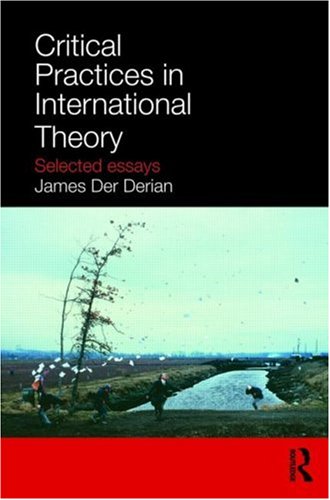 Critical
Practices in
International
Theory
Selected essays
James Der Derian
R
ROUTLEDGE